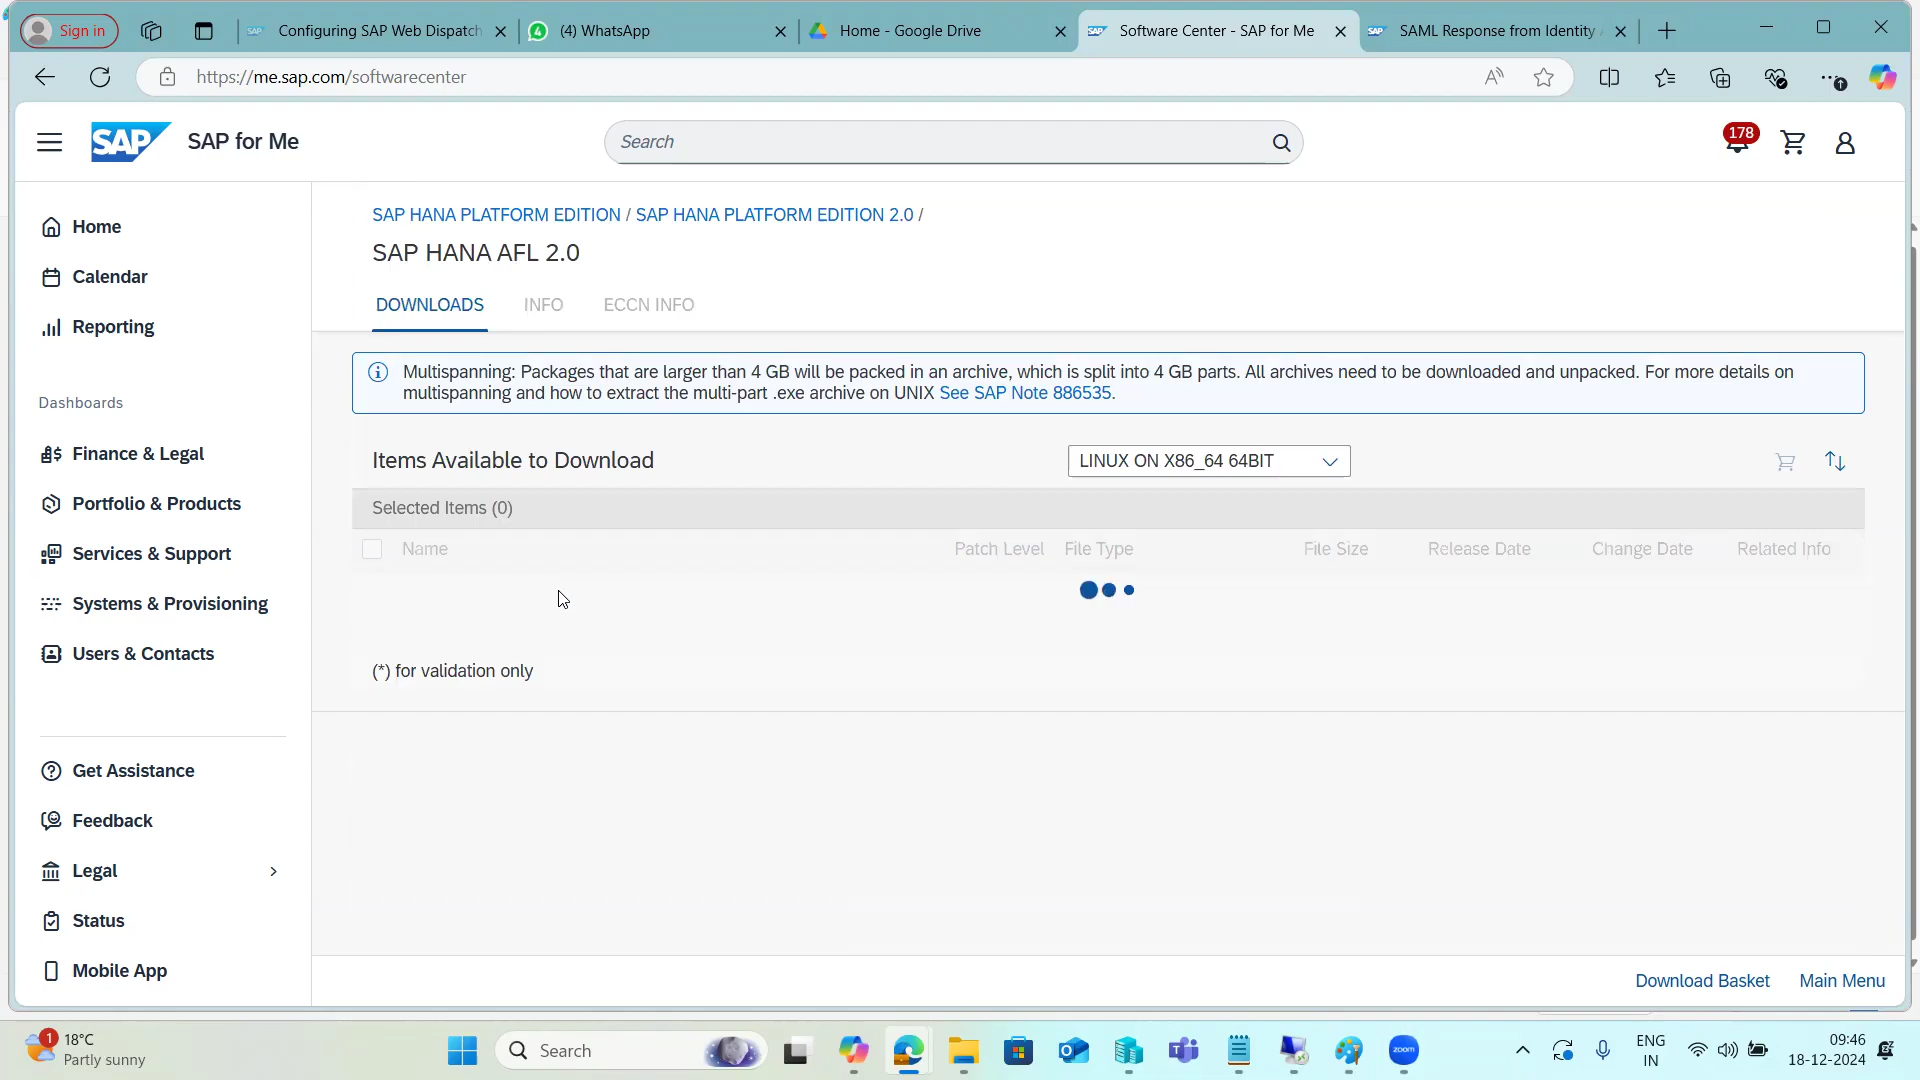 Sign in
Configuring SAP Web Dispatch
(4) WhatsApp
Home - Google Drive
Software Center - SAP for Me
SAML Response from Identity
https://me.sap.com/softwarecenter
SAP
SAP for Me
Search
178
Home
Calendar
Reporting
Dashboards
Finance & Legal
Portfolio & Products
Services & Support
Systems & Provisioning
Users & Contacts
Get Assistance
Feedback
Legal
Status
Mobile App
SAP HANA PLATFORM EDITION / SAP HANA PLATFORM EDITION 2.0 /
SAP HANA AFL 2.0
DOWNLOADS INFO ECCN INFO
Multispanning: Packages that are larger than 4 GB will be packed in an archive, which is split into 4 GB parts. All archives need to be downloaded and unpacked. For more details on
multispanning and how to extract the multi-part .exe archive on UNIX See SAP Note 886535.
Items Available to Download
LINUX ON X86_64 64BIT
Selected Items (0)
Name Patch Level File Type File Size Release Date Change Date Related Info
(*) for validation only
Download Basket Main Menu
1
18°C
Partly sunny
Search
zoom
ENG
IN
09:46
18-12-2024